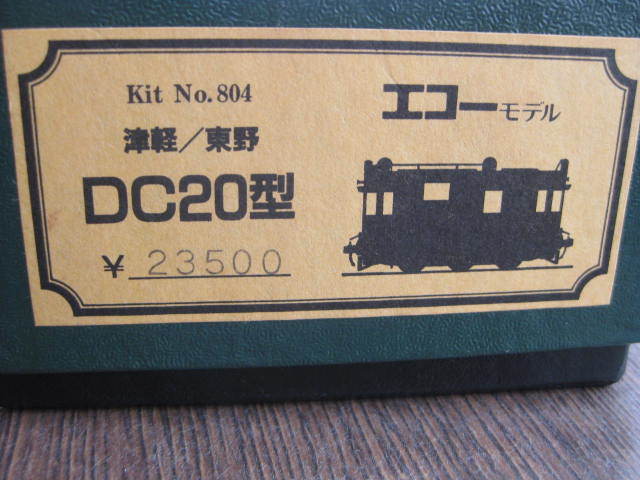 Kit No.804
津軽／東野
DC20型
¥ 23500
エコーモデル